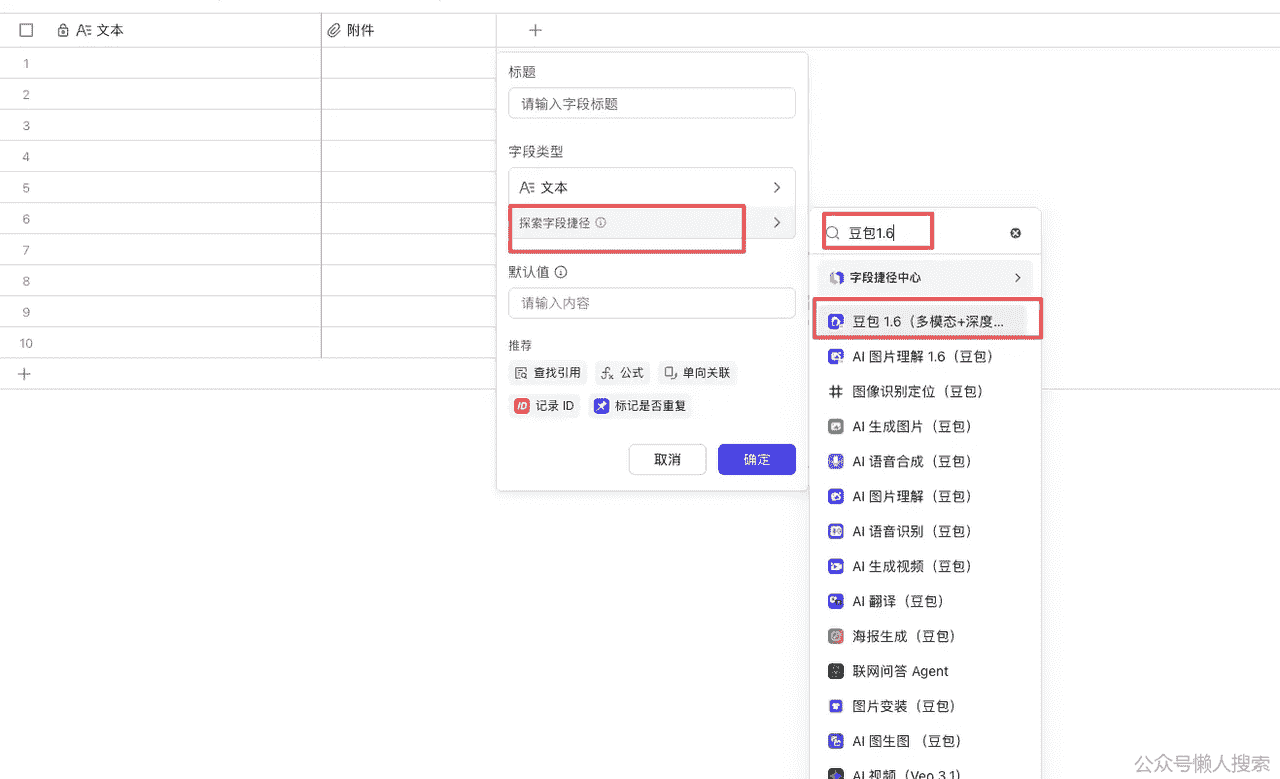 文本
附件
1
2
3
4
5
6
7
8
9
10
标题
请输入字段标题
字段类型
文本
探索字段捷径
默认值
请输入内容
推荐
查找引用 公式 单向关联
记录 ID 标记是否重复
取消 确定
豆包1.6
字段捷径中心
豆包 1.6（多模态+深度...
AI 图片理解 1.6（豆包）
图像识别定位（豆包）
AI 生成图片（豆包）
AI 语音合成（豆包）
AI 图片理解（豆包）
AI 语音识别（豆包）
AI 生成视频（豆包）
AI 翻译（豆包）
海报生成（豆包）
联网问答 Agent
图片变装（豆包）
AI 图生图 （豆包）
AI 视频（Veo 3.1）
公众号懒人搜索